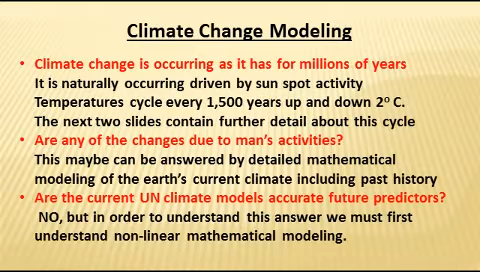 Climate Change Modeling
• Climate change is occurring as it has for millions of years
It is naturally occurring driven by sun spot activity
Temperatures cycle every 1,500 years up and down 2º C.
The next two slides contain further detail about this cycle
• Are any of the changes due to man's activities?
This maybe can be answered by detailed mathematical
modeling of the earth's current climate including past history
• Are the current UN climate models accurate future predictors?
NO, but in order to understand this answer we must first
understand non-linear mathematical modeling.